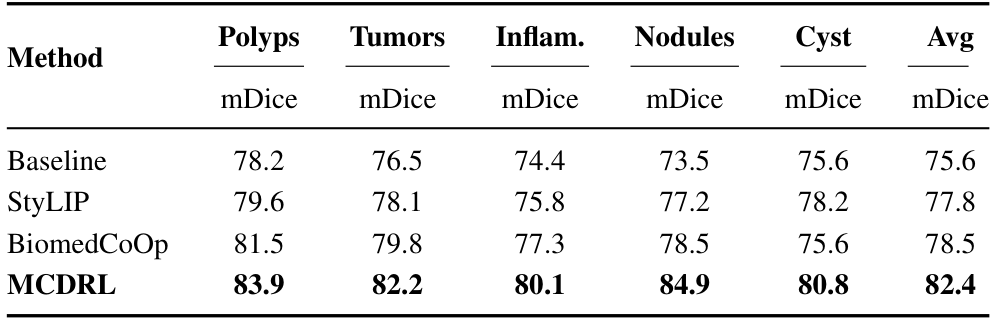 Method Polyps Tumors Inflam. Nodules Cyst Avg
mDice mDice mDice mDice mDice mDice
Baseline 78.2 76.5 74.4 73.5 75.6 75.6
StyLIP 79.6 78.1 75.8 77.2 78.2 77.8
BiomedCoOp 81.5 79.8 77.3 78.5 75.6 78.5
MCDRL 83.9 82.2 80.1 84.9 80.8 82.4